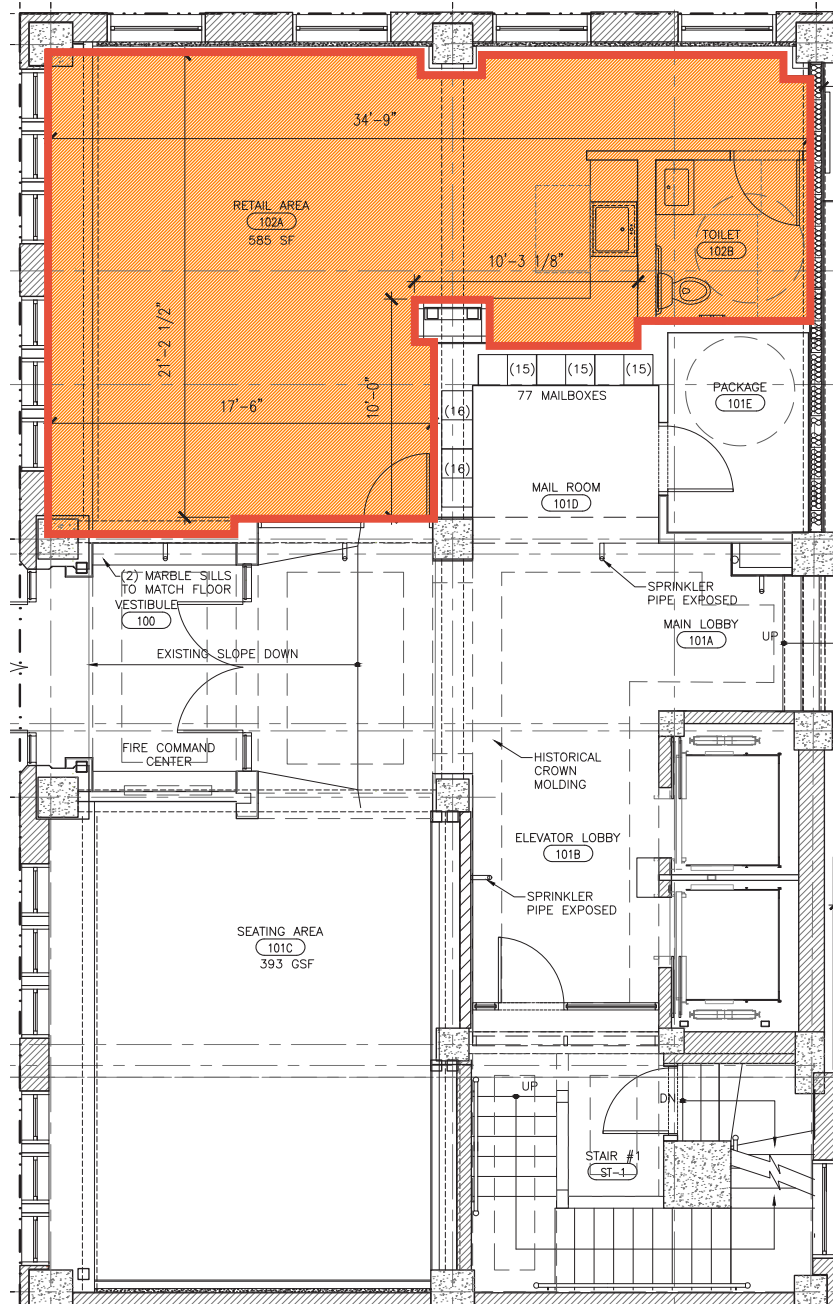 34'-9"
RETAIL AREA
102A
585 SF
TOILET
102B
10'-3 1/8"
21'-2 1/2"
17'-6"
10'-0"
(15)
(15)
(15)
77 MAILBOXES
(16)
(16)
PACKAGE
101E
MAIL ROOM
101D
(2) MARBLE SILLS
TO MATCH FLOOR
VESTIBULE
100
SPRINKLER
PIPE EXPOSED
MAIN LOBBY
101A
UP
EXISTING SLOPE DOWN
FIRE COMMAND
CENTER
HISTORICAL
CROWN
MOLDING
ELEVATOR LOBBY
101B
SPRINKLER
PIPE EXPOSED
SEATING AREA
101C
393 GSF
UP
DN
STAIR #1
ST-1